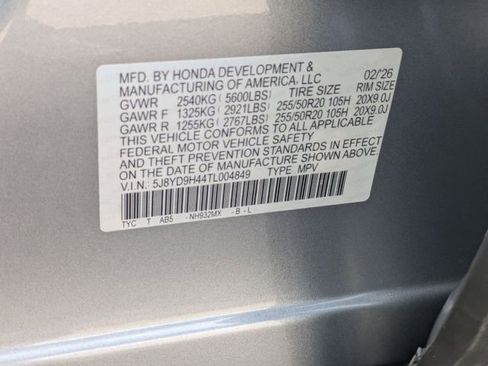 MFD. BY HONDA DEVELOPMENT & 02/26
MANUFACTURING OF AMERICA, LLC
GVWR 2540KG (5600LBS) TIRE SIZE RIM SIZE
GAWR F 1325KG (2921LBS) 255/50R20 105H 20X9.0J
GAWR R 1255KG (2767LBS) 255/50R20 105H 20X9.0J
THIS VEHICLE CONFORMS TO ALL APPLICABLE
FEDERAL MOTOR VEHICLE SAFETY
AND THEFT PREVENTION STANDARDS IN EFFECT
ON THE DATE OF MANUFACTURE SHOWN ABOVE.
V.I.N.: 5J8YD9H44TL004849 TYPE: MPV
TYC T AB5 -NH932MX -B-L